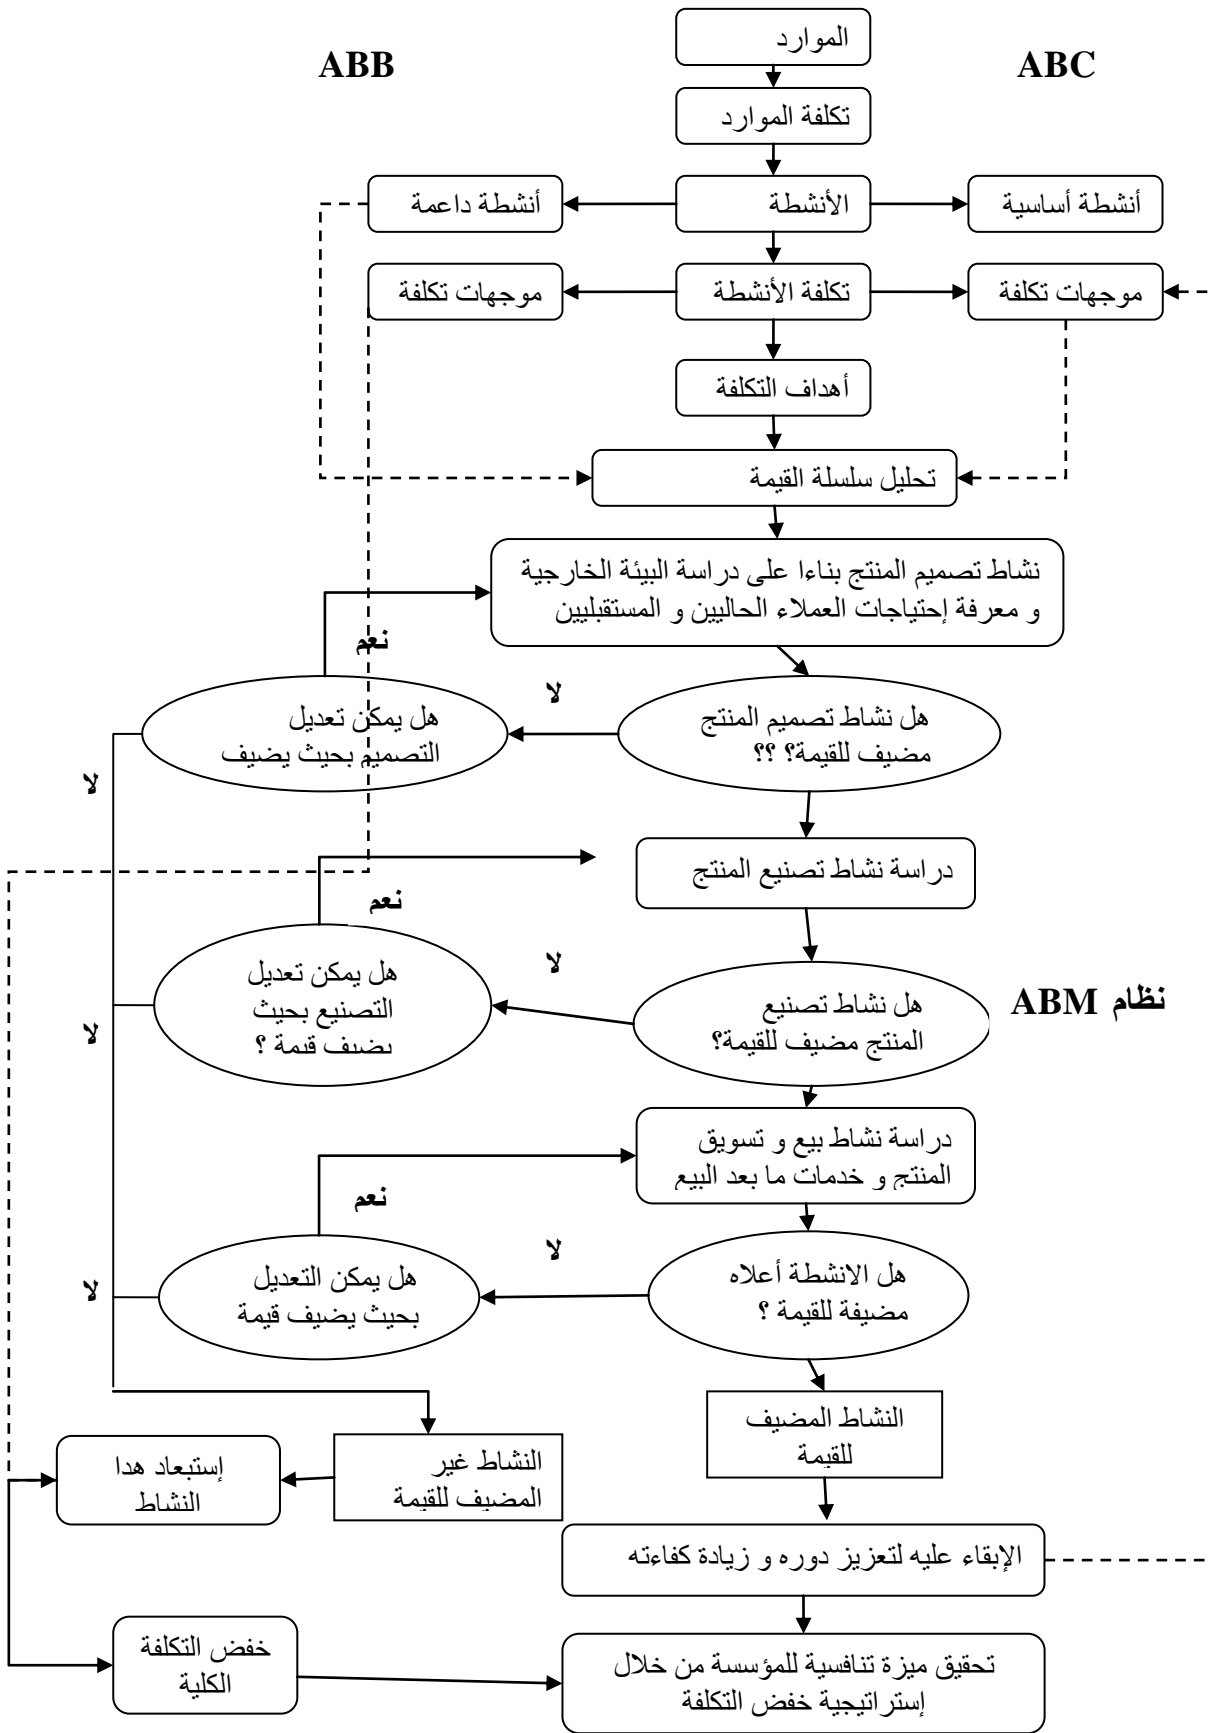 الموارد
ABB
ABC
تكلفة الموارد
أنشطة داعمة
الأنشطة
أنشطة أساسية
موجهات تكلفة
تكلفة الأنشطة
موجهات تكلفة
أهداف التكلفة
تحليل سلسلة القيمة
نشاط تصميم المنتج بناءا على دراسة البيئة الخارجية
و معرفة إحتياجات العملاء الحاليين و المستقبليين
نعم
لا
هل نشاط تصميم المنتج
مضيف للقيمة؟ ؟؟
هل يمكن تعديل
التصميم بحيث يضيف
لا
دراسة نشاط تصنيع المنتج
نعم
لا
هل نشاط تصنيع
المنتج مضيف للقيمة؟
هل يمكن تعديل
التصنيع بحيث
يضيف قيمة ؟
لا
نظام ABM
دراسة نشاط بيع و تسويق
المنتج و خدمات ما بعد البيع
نعم
لا
هل الانشطة أعلاه
مضيفة للقيمة ؟
هل يمكن التعديل
بحيث يضيف قيمة
لا
النشاط المضيف
للقيمة
النشاط غير
المضيف للقيمة
إستبعاد هدا
النشاط
الإبقاء عليه لتعزيز دوره و زيادة كفاءته
خفض التكلفة
الكلية
تحقيق ميزة تنافسية للمؤسسة من خلال
إستراتيجية خفض التكلفة